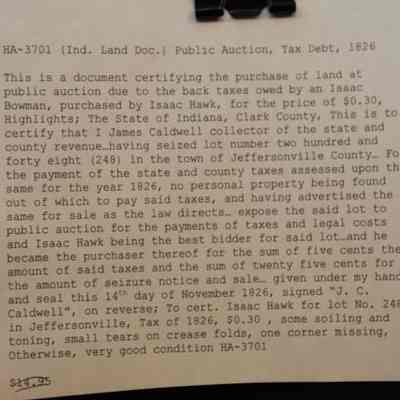 HA-3701 (Ind. Land Doc.) Public Auction, Tax Debt, 1826
This is a document certifying the purchase of land at
public auction due to the back taxes owed by an Isaac
Bowman, purchased by Isaac Hawk, for the price of $0.30,
Highlights; The State of Indiana, Clark County, This is to
certify that I James Caldwell collector of the state and
county revenue…having seized lot number two hundred and
forty eight (248) in the town of Jeffersonville County… Fo
the payment of the state and county taxes assessed upon th
same for the year 1826, no personal property being found
out of which to pay said taxes, and having advertised the
same for sale as the law directs… expose the said lot to
public auction for the payments of taxes and legal costs
and Isaac Hawk being the best bidder for said lot…and he
became the purchaser thereof for the sum of five cents the
amount of said taxes and the sum of twenty five cents for
the amount of seizure notice and sale… given under my hand
and seal this 14th day of November 1826, signed "J. C.
Caldwell", on reverse; To cert. Isaac Hawk for lot No. 248
in Jeffersonville, Tax of 1826, $0.30 , some soiling and
toning, small tears on crease folds, one corner missing,
Otherwise, very good condition HA-3701
$14.95